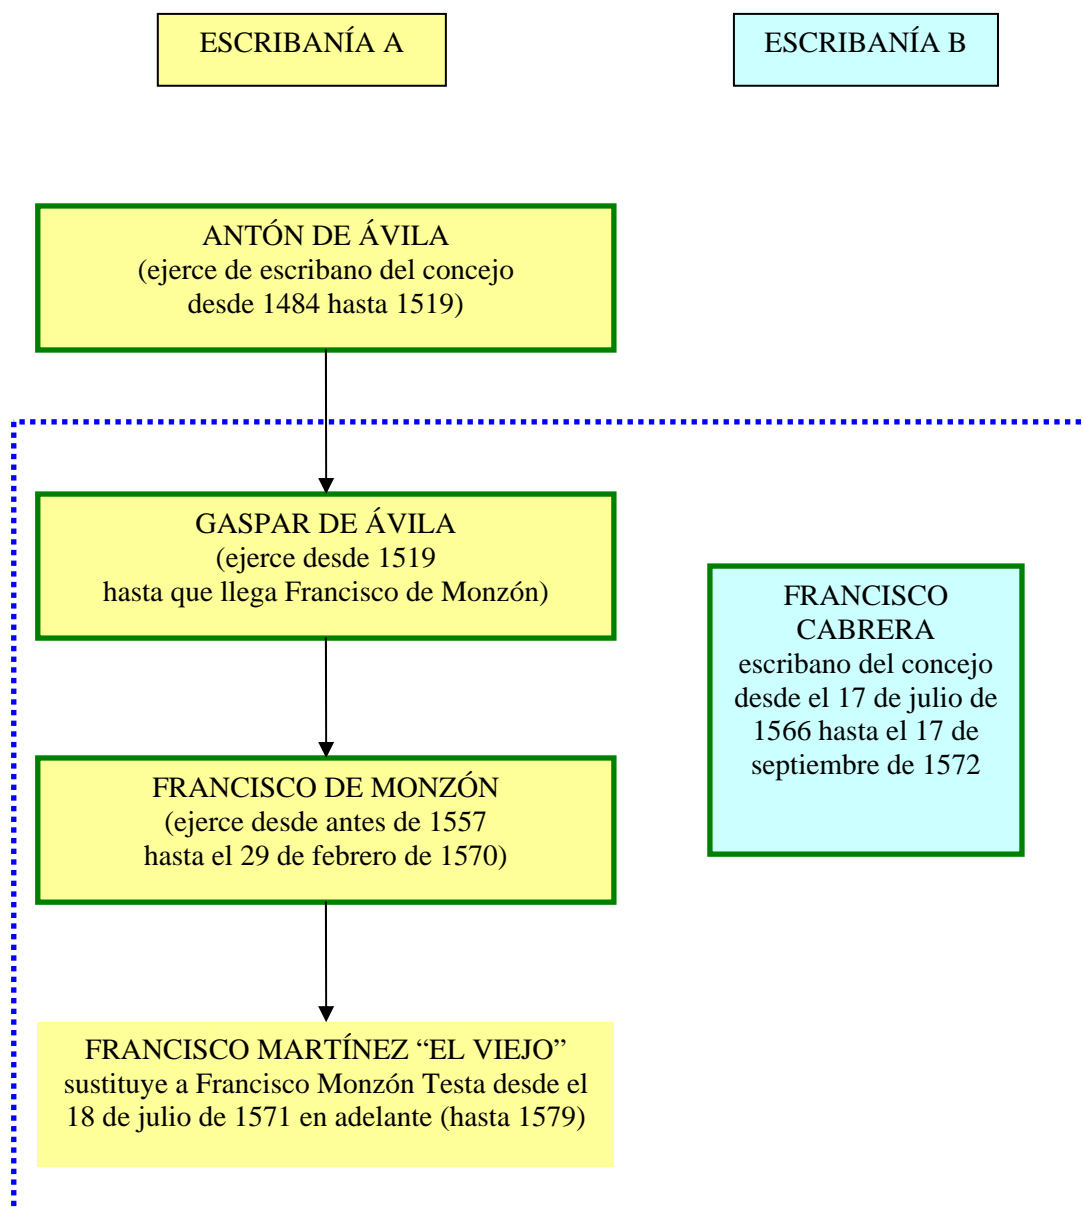 ESCRIBANÍA A
ESCRIBANÍA B
ANTÓN DE ÁVILA
(ejerce de escribano del concejo
desde 1484 hasta 1519)
GASPAR DE ÁVILA
(ejerce desde 1519
hasta que llega Francisco de Monzón)
FRANCISCO
CABRERA
escribano del concejo
desde el 17 de julio de
1566 hasta el 17 de
septiembre de 1572
FRANCISCO DE MONZÓN
(ejerce desde antes de 1557
hasta el 29 de febrero de 1570)
FRANCISCO MARTÍNEZ “EL VIEJO”
sustituye a Francisco Monzón Testa desde el
18 de julio de 1571 en adelante (hasta 1579)